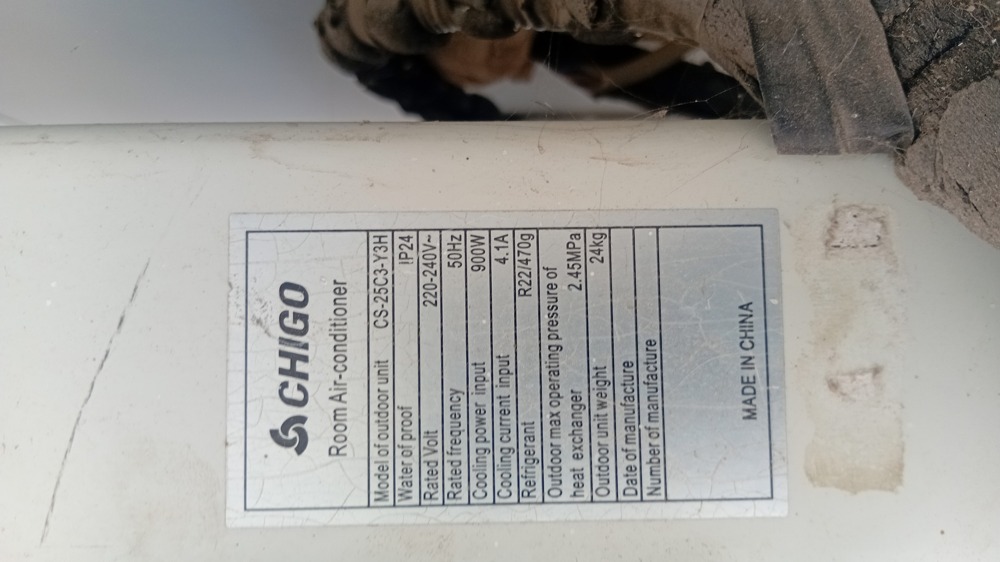 CHIGO
Room Air-conditioner
Model of outdoor unit CS-25C3-Y3H
Water of proof IP24
Rated Volt 220-240V~
Rated frequency 50Hz
Cooling power input 900W
Cooling current input 4.1A
Refrigerant R22/470g
Outdoor max operating pressure of
heat exchanger 2.45MPa
Outdoor unit weight 24kg
Date of manufacture
Number of manufacture
MADE IN CHINA